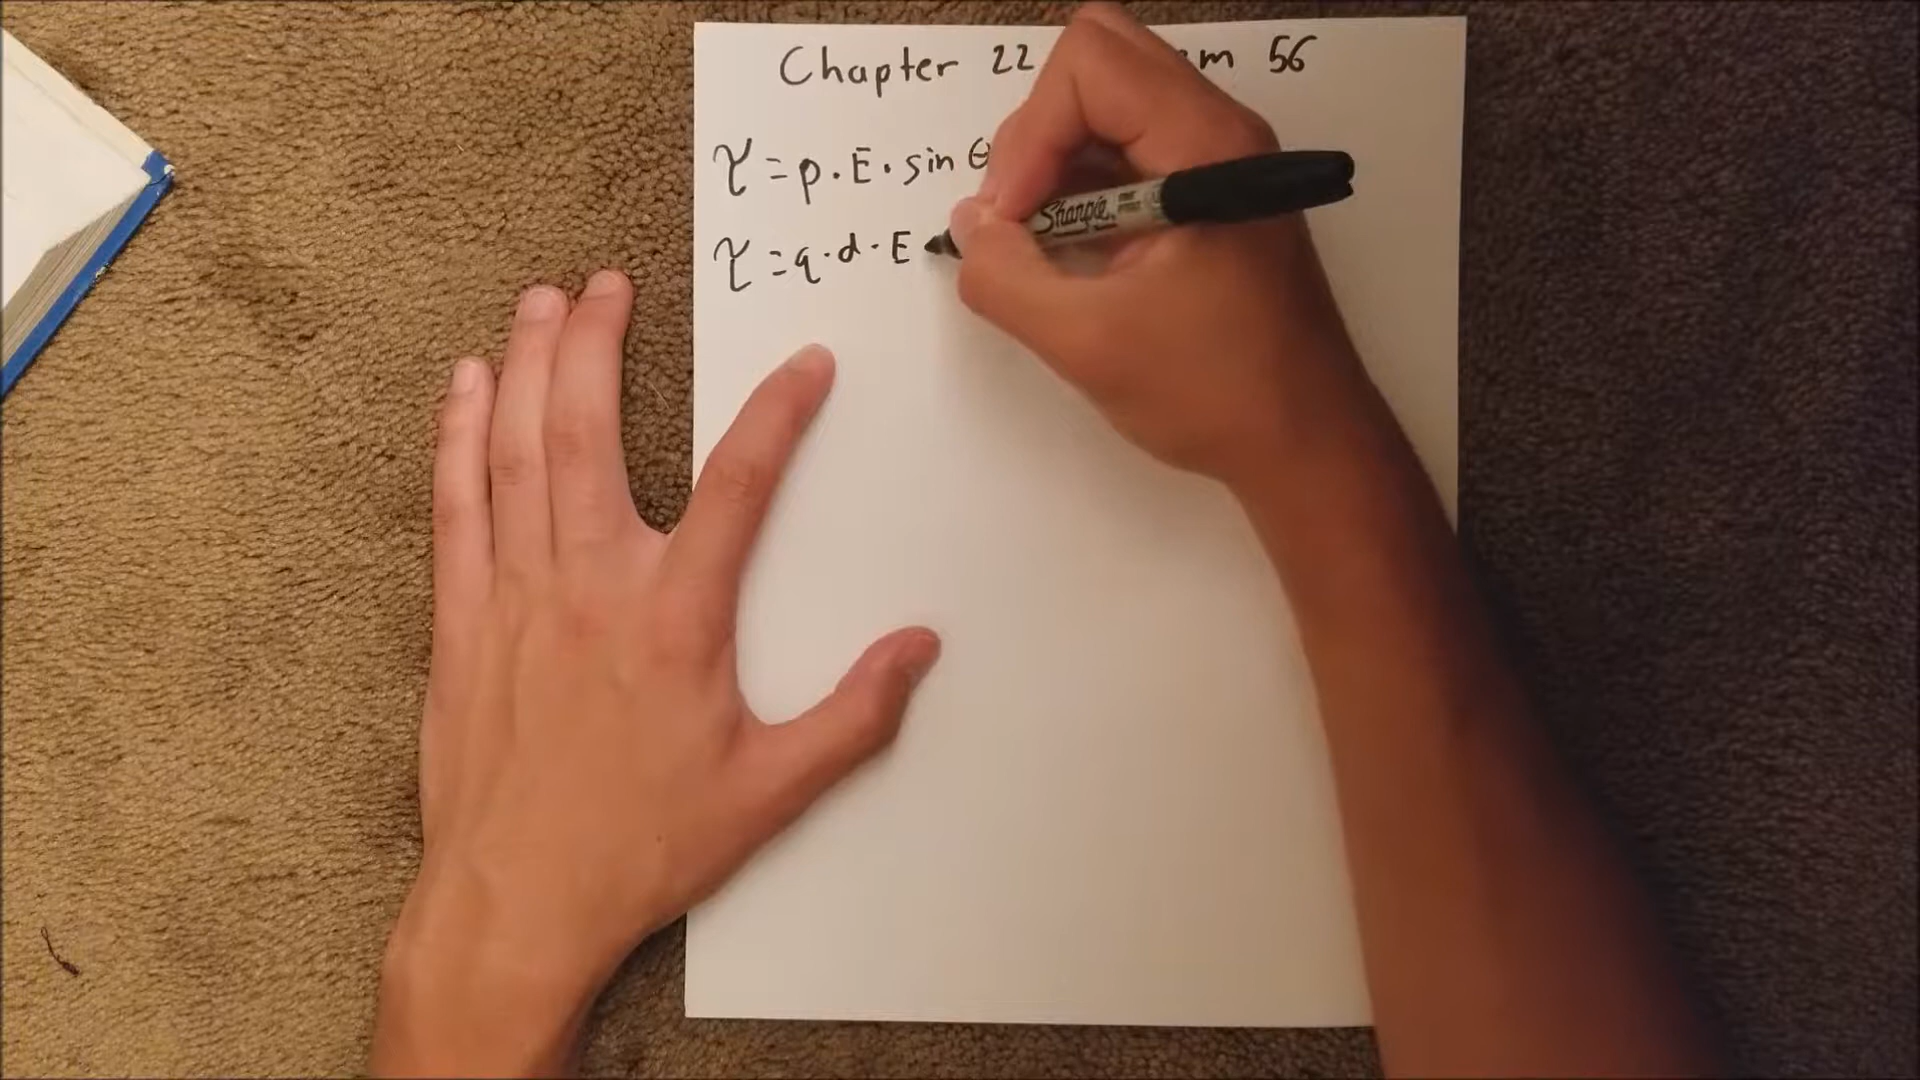 Chapter 22 56
τ = p · E · sin θ
τ = q · d · E
Sharpie